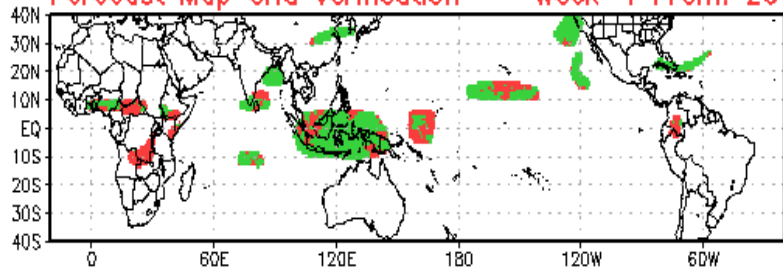 Forecast Map and Verification Week-1 From: 20
40N
30N
20N
10N
EQ
10S
20S
30S
40S
0 60E 120E 180 120W 60W